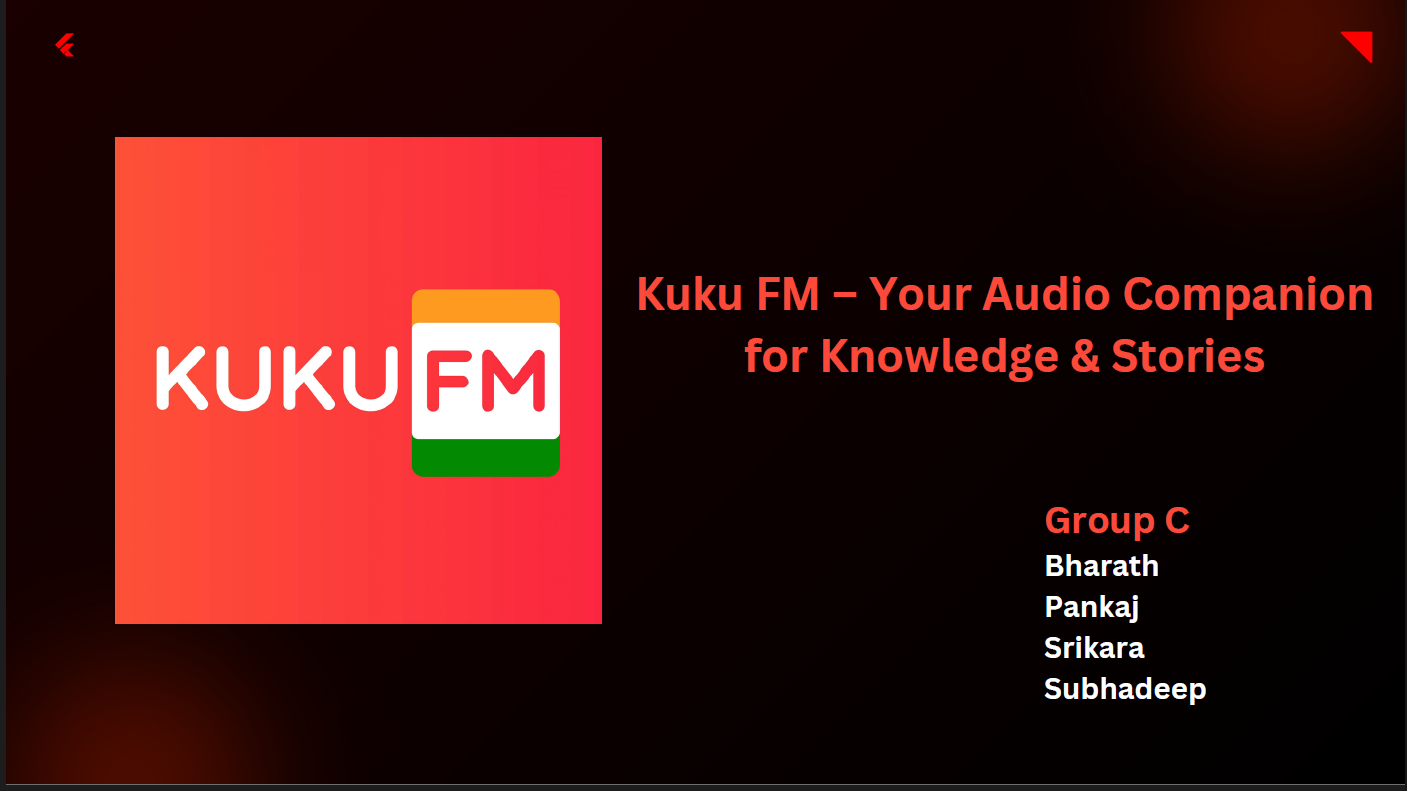 KUKU FM
Kuku FM – Your Audio Companion
for Knowledge & Stories
Group C
Bharath
Pankaj
Srikara
Subhadeep